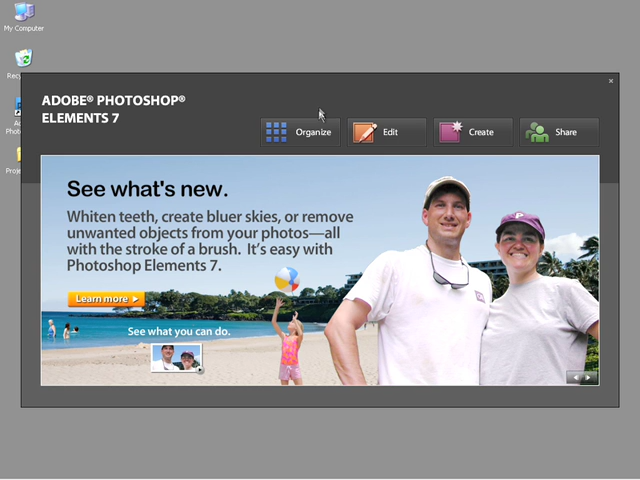 My Computer
ADOBE® PHOTOSHOP®
ELEMENTS 7
Organize
Edit
Create
Share
See what's new.
Whiten teeth, create bluer skies, or remove
unwanted objects from your photos—all
with the stroke of a brush. It's easy with
Photoshop Elements 7.
Learn more
See what you can do.